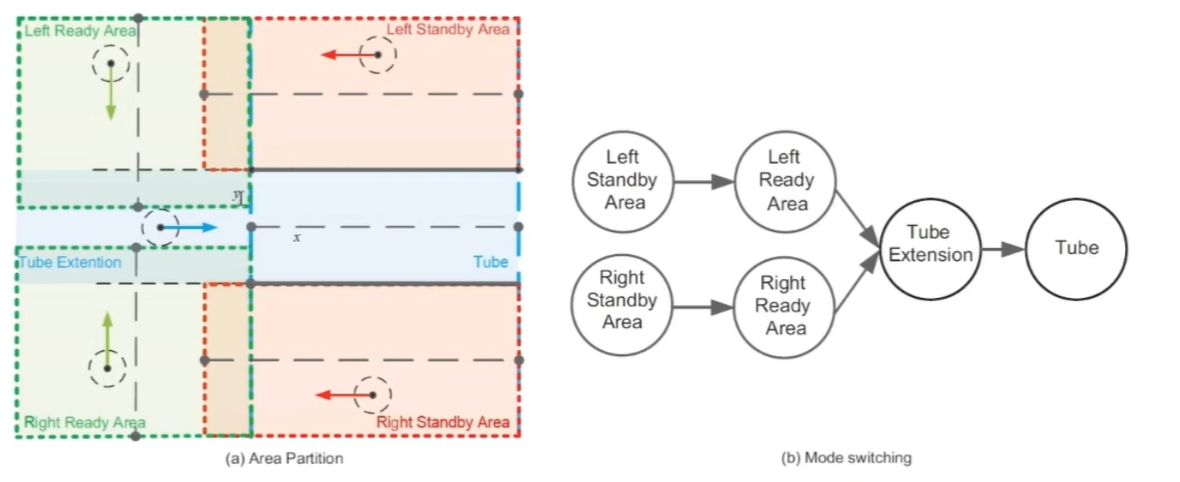 Left Ready Area
Left Standby Area
y
x
Tube Extention
Tube
Right Ready Area
Right Standby Area
(a) Area Partition
Left
Standby
Area
Left
Ready
Area
Right
Standby
Area
Right
Ready
Area
Tube
Extension
Tube
(b) Mode switching